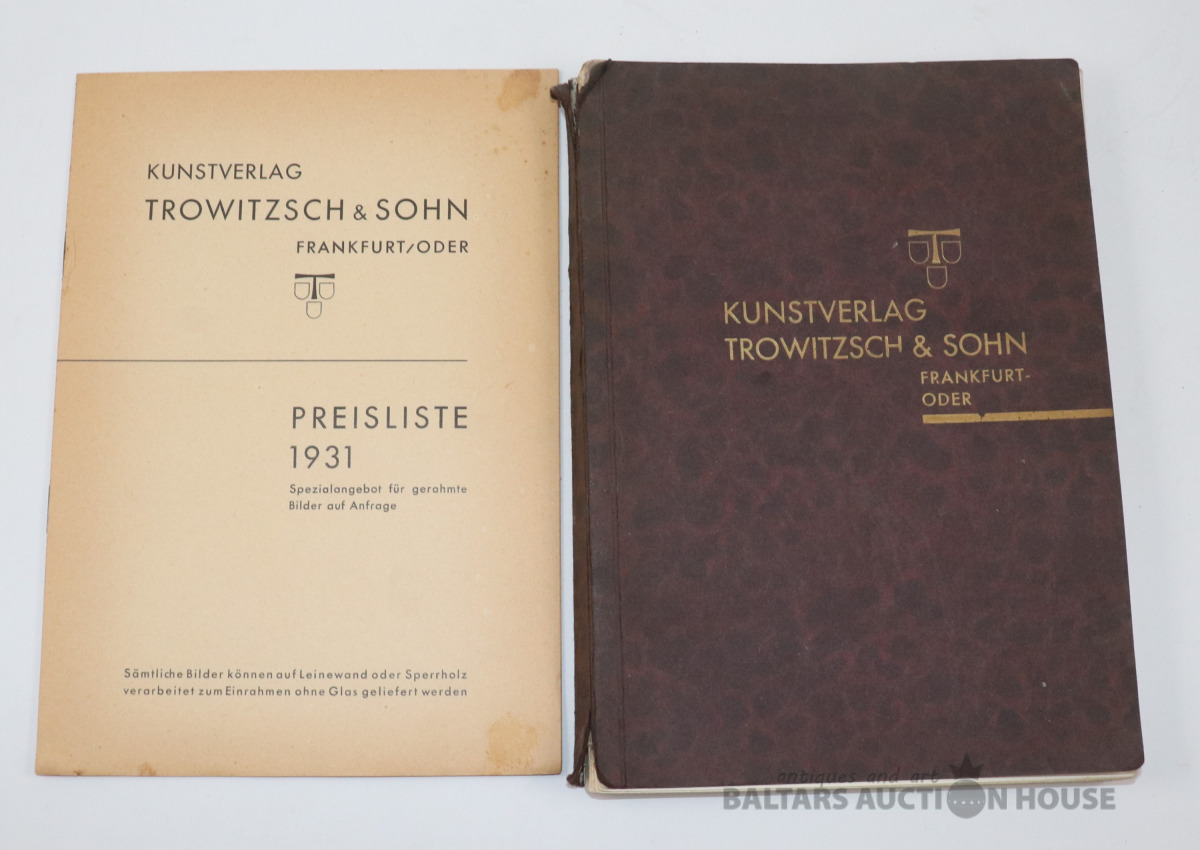 KUNSTVERLAG
TROWITZSCH & SOHN
FRANKFURT/ODER
PREISLISTE
1931
Spezialangebot für gerahmte
Bilder auf Anfrage
Sämtliche Bilder können auf Leinewand oder Sperrholz
verarbeitet zum Einrahmen ohne Glas geliefert werden
KUNSTVERLAG
TROWITZSCH & SOHN
FRANKFURT-
ODER
antiques and art
BALTARS AUCTION HOUSE